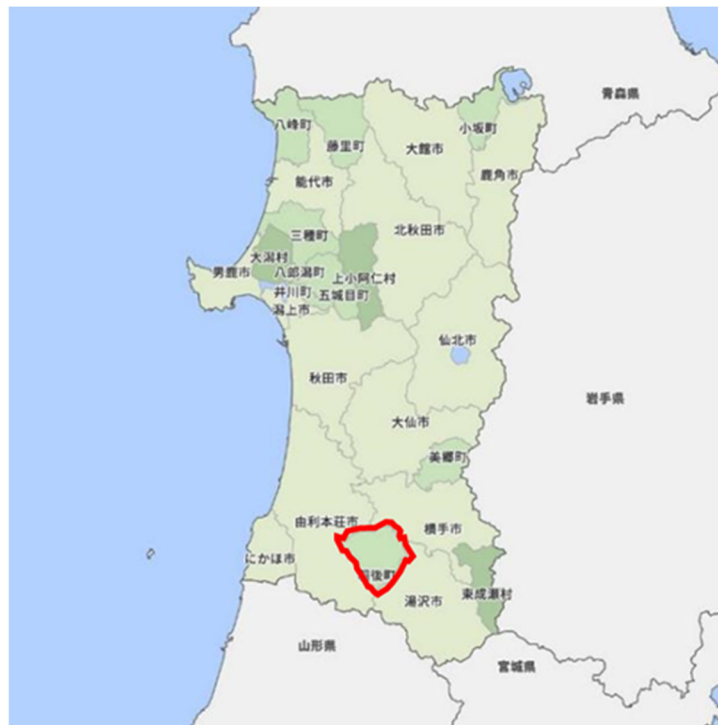 青森県
八峰町
小坂町
藤里町
大館市
鹿角市
能代市
北秋田市
三種町
大潟村
男鹿市
八郎潟町
上小阿仁村
井川町
五城目町
潟上市
仙北市
秋田市
岩手県
大仙市
美郷町
由利本荘市
横手市
にかほ市
後町
東成瀬村
湯沢市
山形県
宮城県